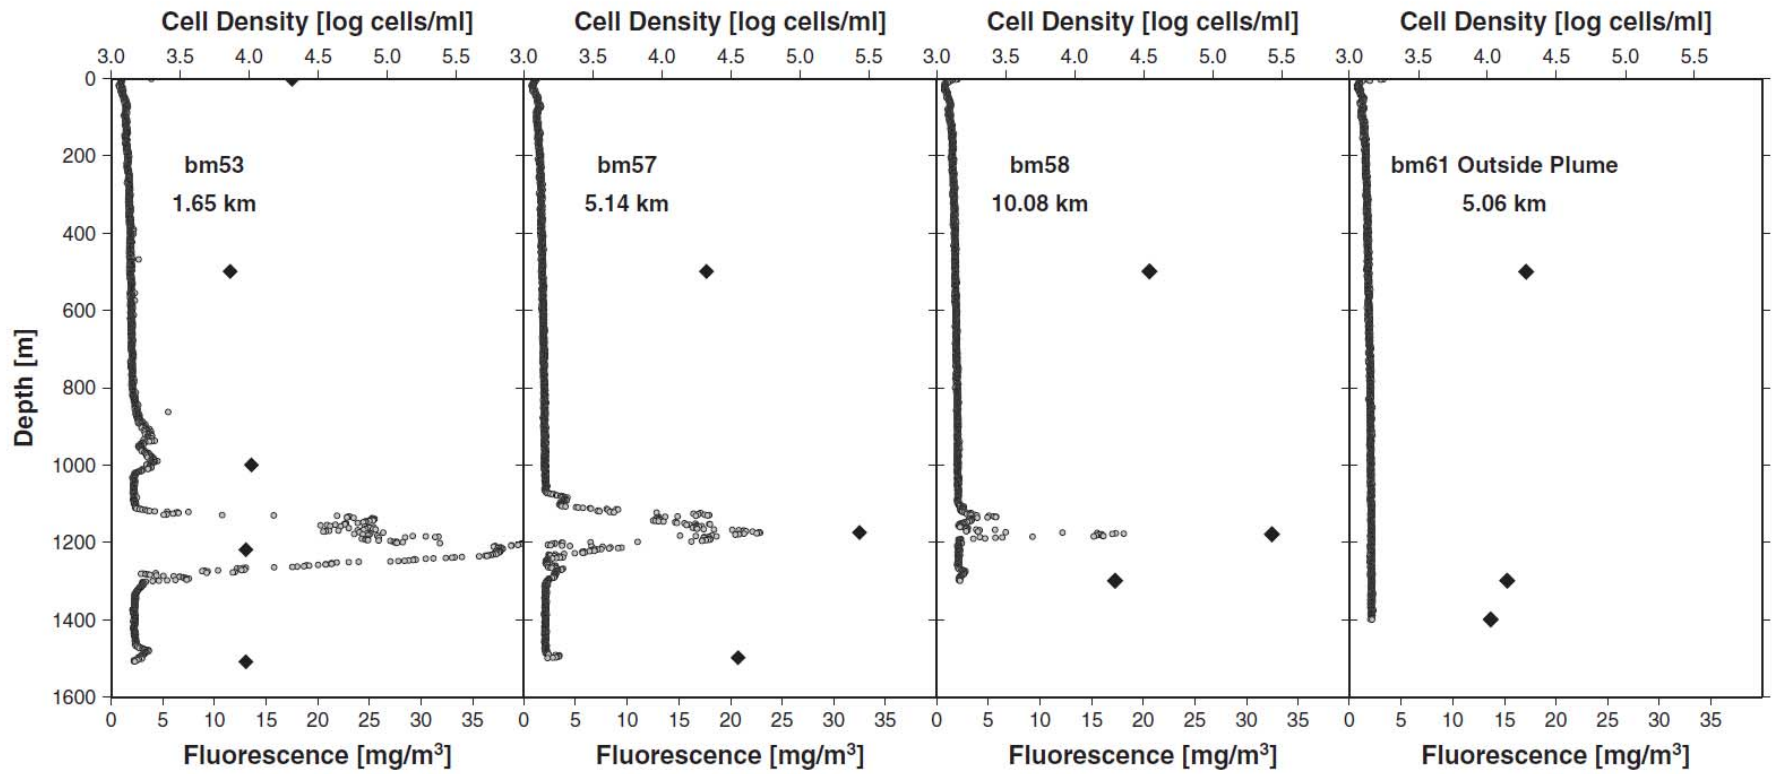 Cell Density [log cells/ml] Cell Density [log cells/ml] Cell Density [log cells/ml] Cell Density [log cells/ml]
3.0 3.5 4.0 4.5 5.0 5.5 3.0 3.5 4.0 4.5 5.0 5.5 3.0 3.5 4.0 4.5 5.0 5.5 3.0 3.5 4.0 4.5 5.0 5.5
0
200
400
600
800
1000
1200
1400
1600
Depth [m]
bm53
1.65 km
bm57
5.14 km
bm58
10.08 km
bm61 Outside Plume
5.06 km
0 5 10 15 20 25 30 35 0 5 10 15 20 25 30 35 0 5 10 15 20 25 30 35 0 5 10 15 20 25 30 35
Fluorescence [mg/m³] Fluorescence [mg/m³] Fluorescence [mg/m³] Fluorescence [mg/m³]